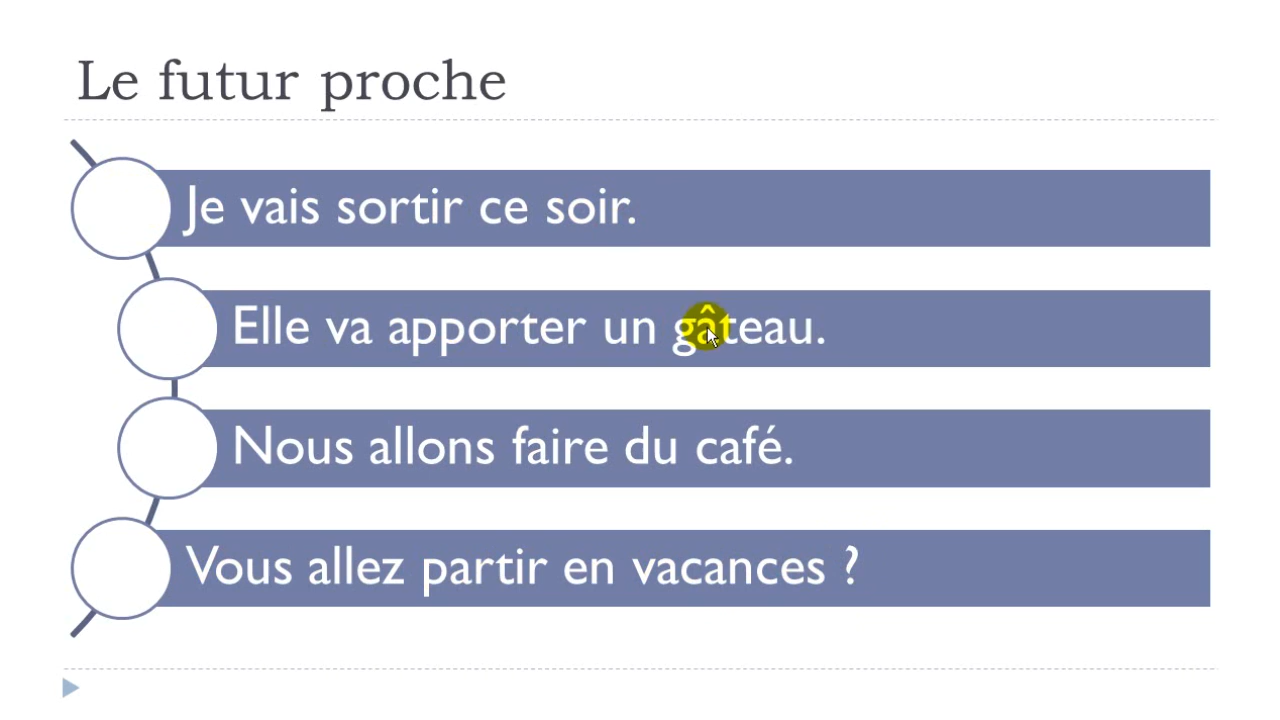 Le futur proche
Je vais sortir ce soir.
Elle va apporter un gâteau.
Nous allons faire du café.
Vous allez partir en vacances ?